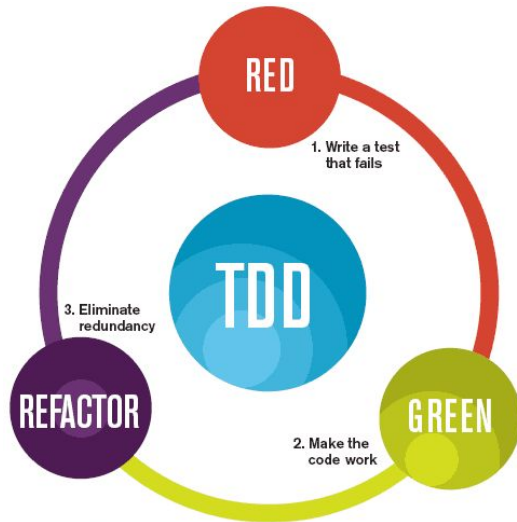 RED
1. Write a test
that fails
TDD
3. Eliminate
redundancy
REFACTOR
GREEN
2. Make the
code work